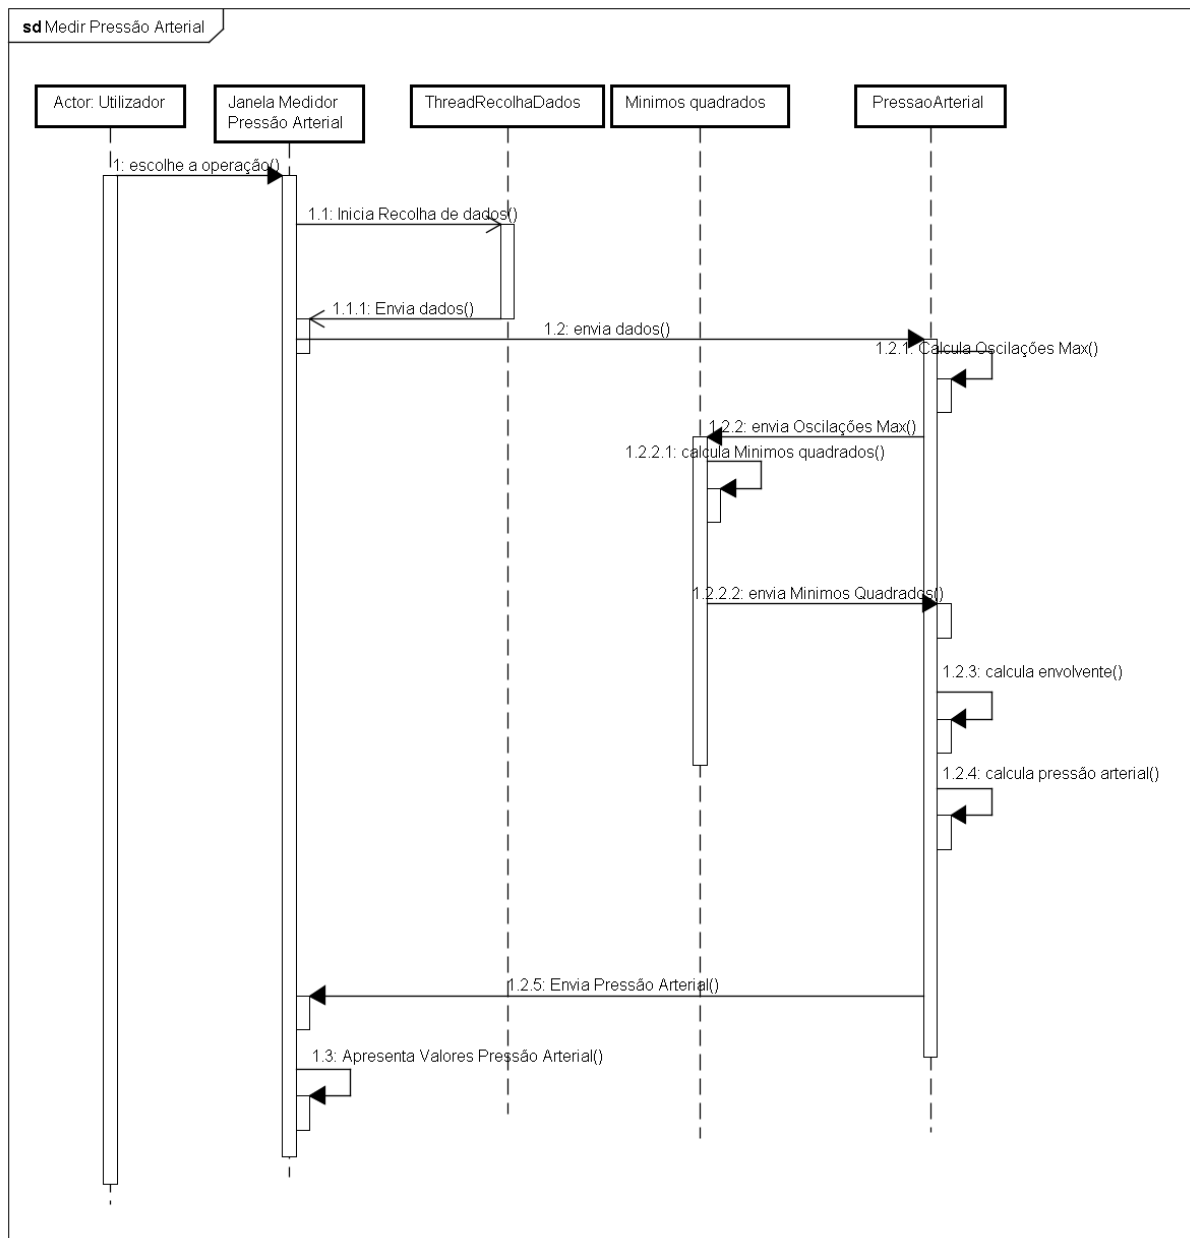 sd Medir Pressão Arterial
Actor: Utilizador
Janela Medidor
Pressão Arterial
ThreadRecolhaDados
Minimos quadrados
PressaoArterial
1: escolhe a operação()
1.1: Inicia Recolha de dados()
1.1.1: Envia dados()
1.2: envia dados()
1.2.1: Calcula Oscilações Max()
1.2.2: envia Oscilações Max()
1.2.2.1: calcula Minimos quadrados()
1.2.2.2: envia Minimos Quadrados()
1.2.3: calcula envolvente()
1.2.4: calcula pressão arterial()
1.2.5: Envia Pressão Arterial()
1.3: Apresenta Valores Pressão Arterial()